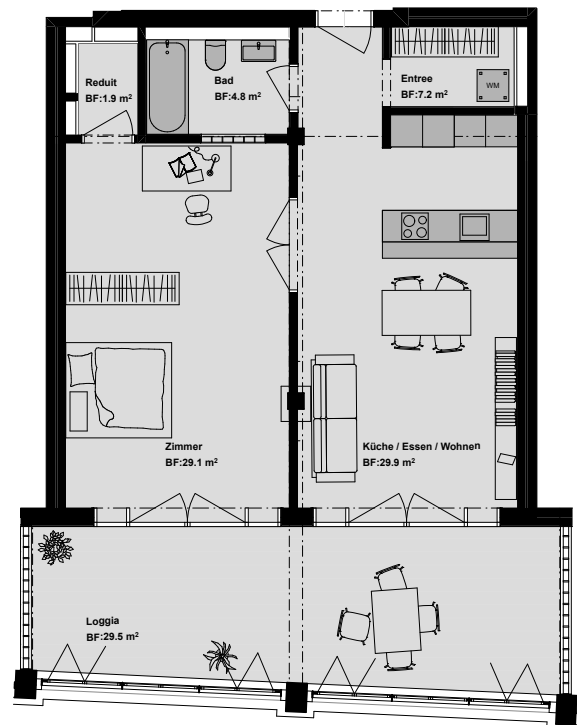 Reduit
BF:1.9 m²
Bad
BF:4.8 m²
Entree
BF:7.2 m²
WM
Zimmer
BF:29.1 m²
Küche / Essen / Wohnen
BF:29.9 m²
Loggia
BF:29.5 m²